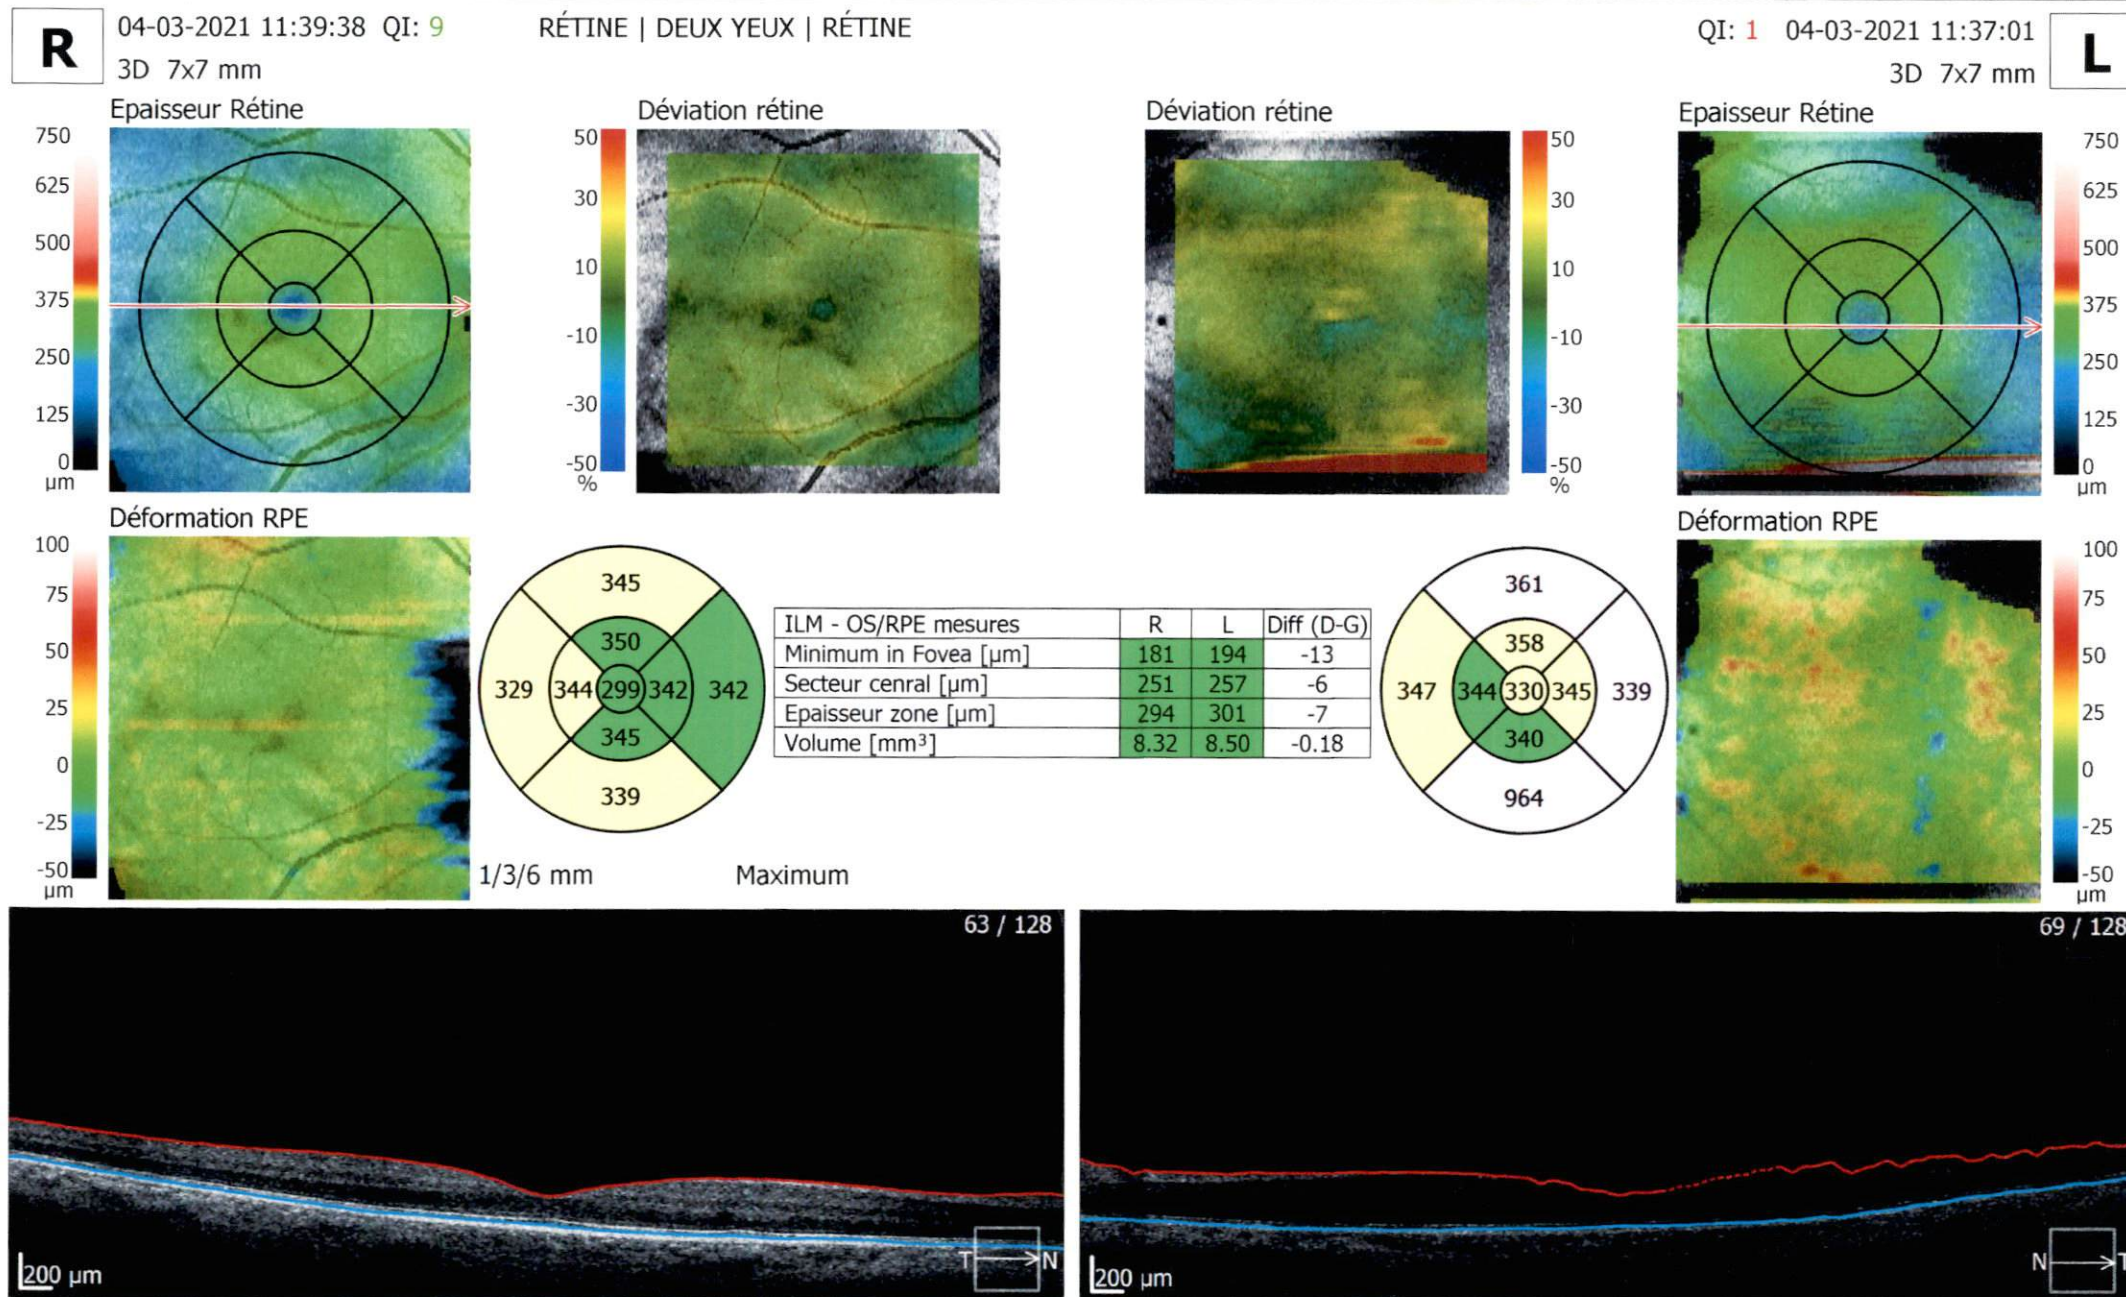 R
04-03-2021 11:39:38 QI: 9
3D 7x7 mm
RÉTINE | DEUX YEUX | RÉTINE
QI: 1 04-03-2021 11:37:01
3D 7x7 mm
L
Epaisseur Rétine
750
625
500
375
250
125
0
µm
Déviation rétine
50
30
10
-10
-30
-50
%
Déviation rétine
50
30
10
-10
-30
-50
%
Epaisseur Rétine
750
625
500
375
250
125
0
µm
Déformation RPE
100
75
50
25
0
-25
-50
µm
345
350
329 344 299 342 342
345
339
1/3/6 mm
Maximum
ILM - OS/RPE mesures R L Diff (D-G)
Minimum in Fovea [µm] 181 194 -13
Secteur cenral [µm] 251 257 -6
Epaisseur zone [µm] 294 301 -7
Volume [mm³] 8.32 8.50 -0.18
361
358
347 344 330 345 339
340
964
Déformation RPE
100
75
50
25
0
-25
-50
µm
63 / 128
200 µm
T N
69 / 128
200 µm
N T